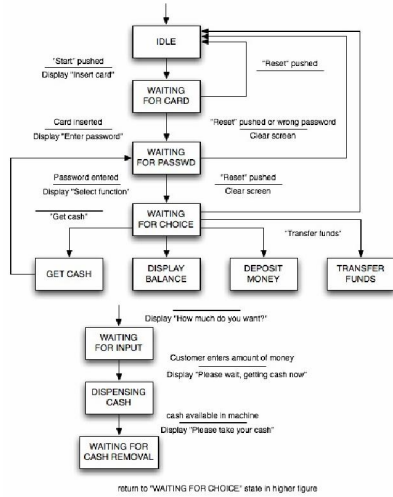 IDLE
"Start" pushed
Display "Insert card"
"Reset" pushed
WAITING
FOR CARD
Card inserted
Display "Enter password"
"Reset" pushed or wrong password
Clear screen
WAITING
FOR PASSWD
Password entered
Display "Select function"
"Reset" pushed
Clear screen
"Get cash"
WAITING
FOR CHOICE
"Transfer funds"
GET CASH
DISPLAY
BALANCE
DEPOSIT
MONEY
TRANSFER
FUNDS
Display "How much do you want?"
WAITING
FOR INPUT
Customer enters amount of money
Display "Please wait, getting cash now"
DISPENSING
CASH
cash available in machine
Display "Please take your cash"
WAITING FOR
CASH REMOVAL
return to "WAITING FOR CHOICE" state in higher figure